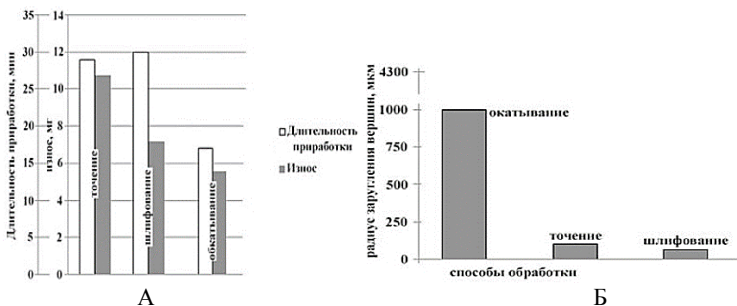 Длительность приработки, мин
35
30
25
20
15
10
5
0
износ, мг
14
12
10
8
6
4
2
0
точение
шлифование
обкатывание
Длительность
приработки
Износ
А
радиус заругления вершин, мкм
4300
1000
750
500
250
0
окатывание
точение
шлифование
способы обработки
Б